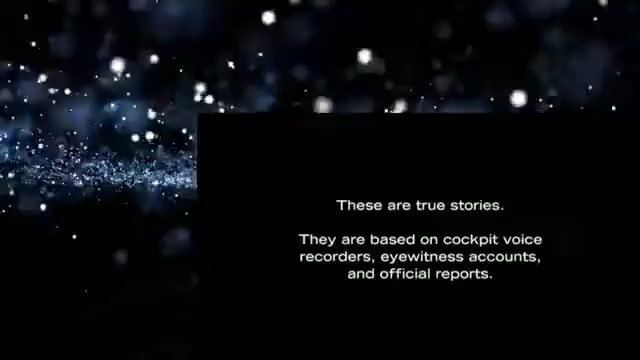 These are true stories.
They are based on cockpit voice
recorders, eyewitness accounts,
and official reports.